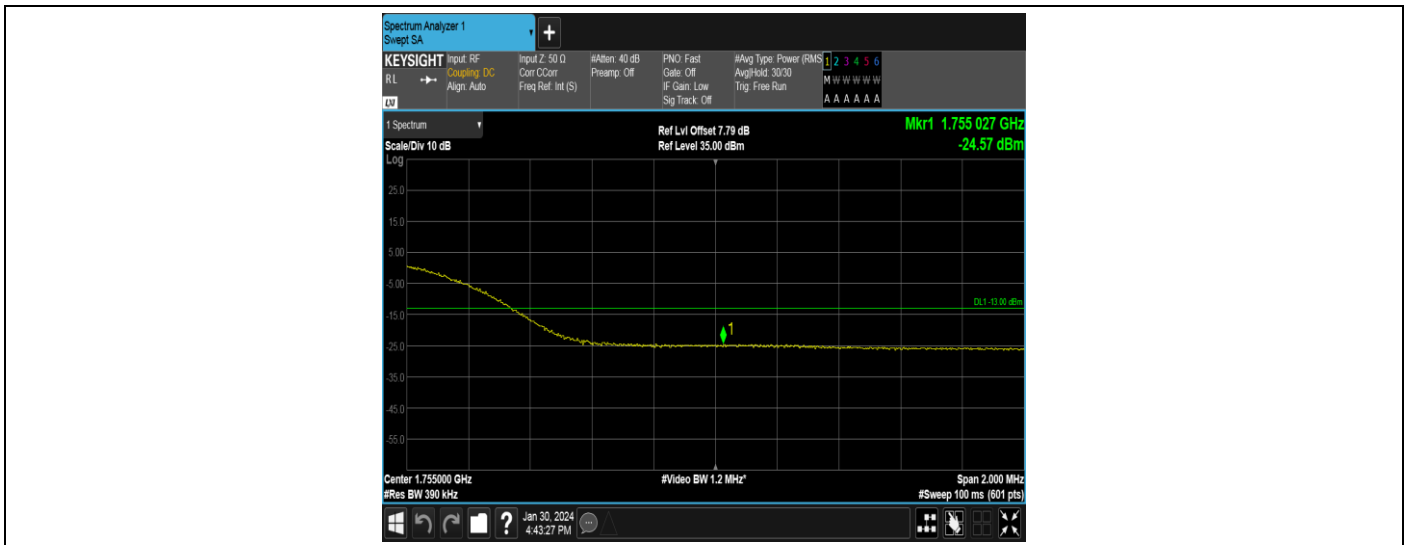 Spectrum Analyzer 1
Swept SA
+
KEYSIGHT
RL
LXI
Input: RF
Coupling: DC
Align: Auto
Input Z: 50 Ω
Corr CCorr
Freq Ref: Int (S)
#Atten: 40 dB
Preamp: Off
PNO: Fast
Gate: Off
IF Gain: Low
Sig Track: Off
#Avg Type: Power (RMS
Avg|Hold: 30/30
Trig: Free Run
1 2 3 4 5 6
M W W W W W
A A A A A A
1 Spectrum
Scale/Div 10 dB
Ref Lvl Offset 7.79 dB
Ref Level 35.00 dBm
Mkr1 1.755 027 GHz
-24.57 dBm
Log
25.0
15.0
5.00
-5.00
DL1 -13.00 dBm
-15.0
1
-25.0
-35.0
-45.0
-55.0
Center 1.755000 GHz
#Video BW 1.2 MHz*
Span 2.000 MHz
#Res BW 390 kHz
#Sweep 100 ms (601 pts)
?
Jan 30, 2024
4:43:27 PM